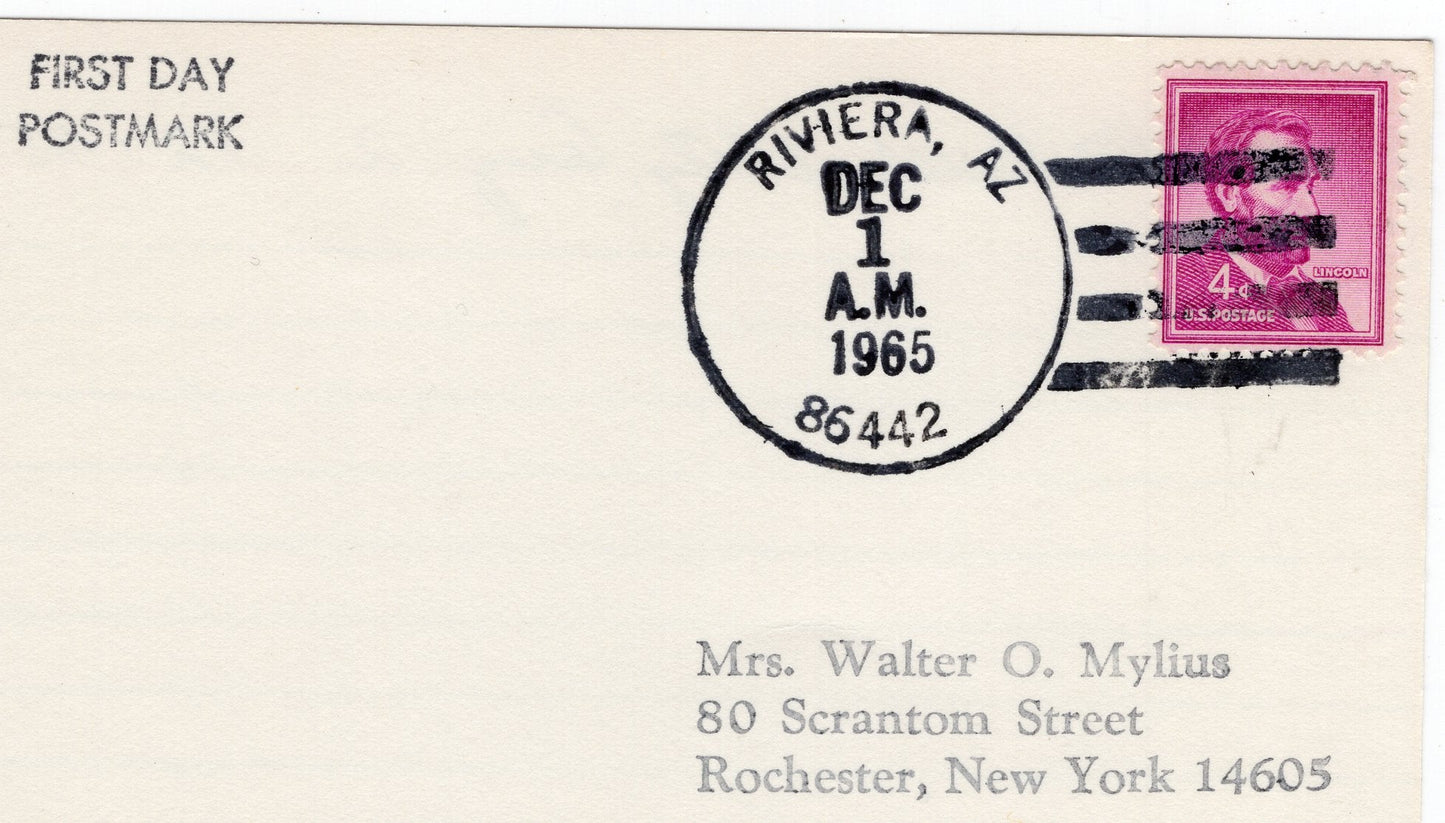 FIRST DAY
POSTMARK
RIVIERA, AZ
DEC
1
A.M.
1965
86442
LINCOLN
4¢
U.S. POSTAGE
Mrs. Walter O. Mylius
80 Scrantom Street
Rochester, New York 14605